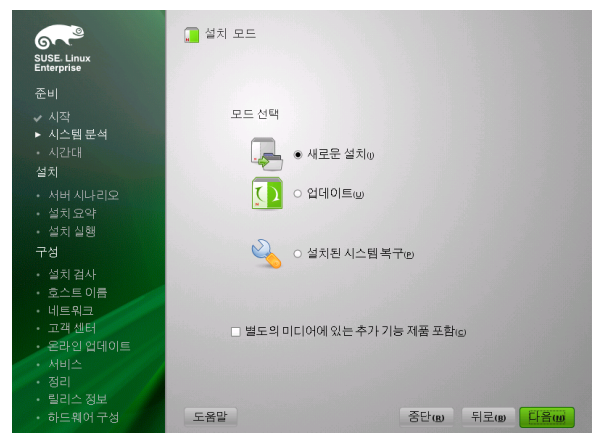 SUSE. Linux
Enterprise
준비
시작
시스템 분석
시간대
설치
서버 시나리오
설치 요약
설치 실행
구성
설치 검사
호스트 이름
네트워크
고객 센터
온라인 업데이트
서비스
정리
릴리스 정보
하드웨어 구성
설치 모드
모드 선택
새로운 설치(I)
업데이트(U)
설치된 시스템 복구(P)
별도의 미디어에 있는 추가 기능 제품 포함(C)
도움말
중단(R) 뒤로(B) 다음(N)